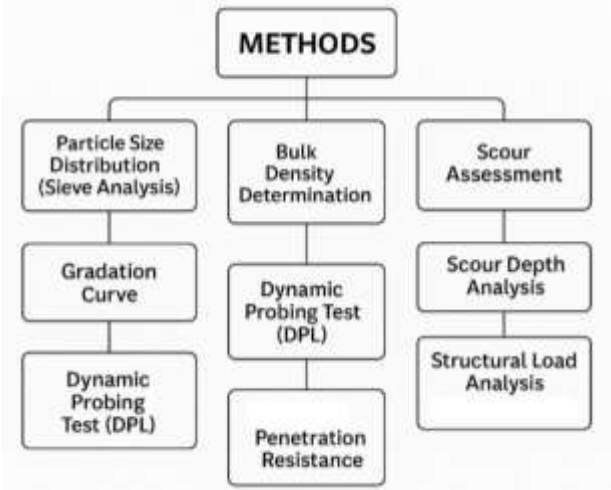 METHODS
Particle Size
Distribution
(Sieve Analysis)
Gradation
Curve
Dynamic
Probing
Test (DPL)
Bulk
Density
Determination
Dynamic
Probing Test
(DPL)
Penetration
Resistance
Scour
Assessment
Scour Depth
Analysis
Structural Load
Analysis